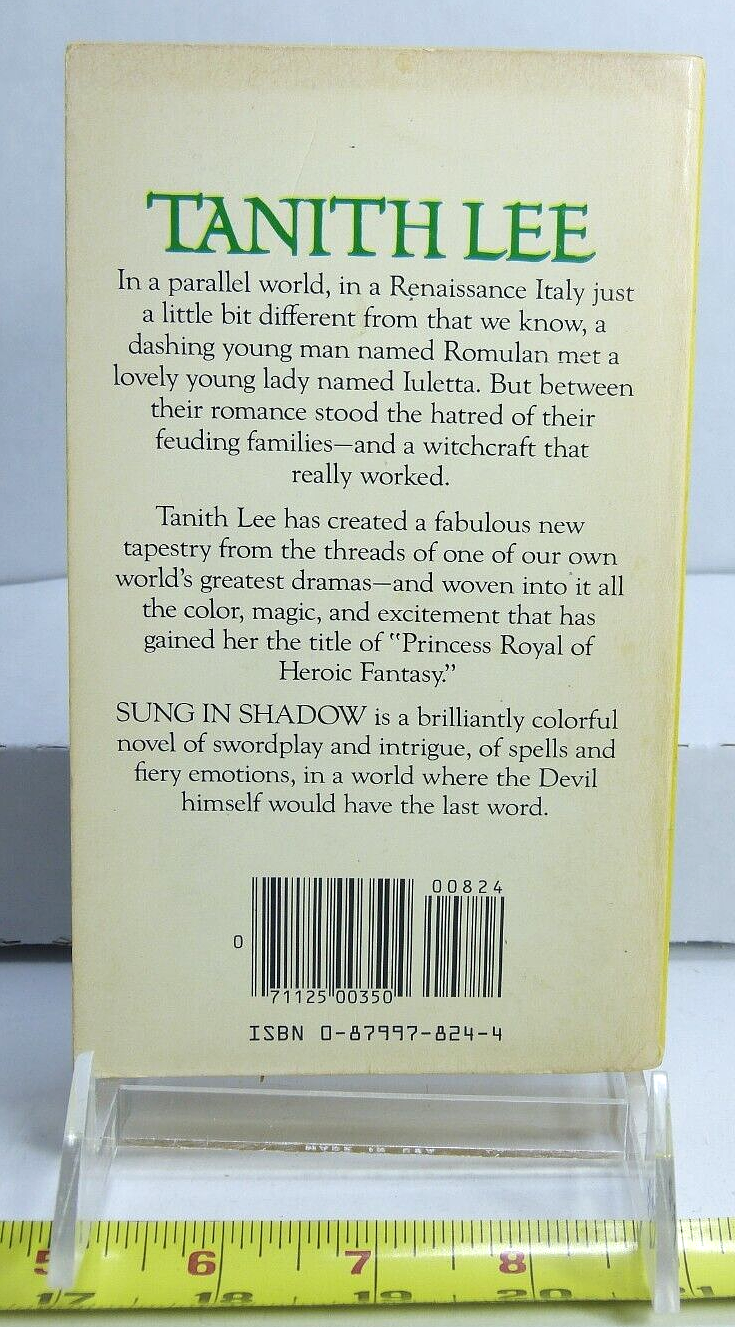 TANITH LEE
In a parallel world, in a Renaissance Italy just
a little bit different from that we know, a
dashing young man named Romulan met a
lovely young lady named Iuletta. But between
their romance stood the hatred of their
feuding families—and a witchcraft that
really worked.
Tanith Lee has created a fabulous new
tapestry from the threads of one of our own
world's greatest dramas—and woven into it all
the color, magic, and excitement that has
gained her the title of "Princess Royal of
Heroic Fantasy."
SUNG IN SHADOW is a brilliantly colorful
novel of swordplay and intrigue, of spells and
fiery emotions, in a world where the Devil
himself would have the last word.
00824
0
71125 00350
ISBN 0-87997-824-4
5 6 7 8
17 18 19 20 21